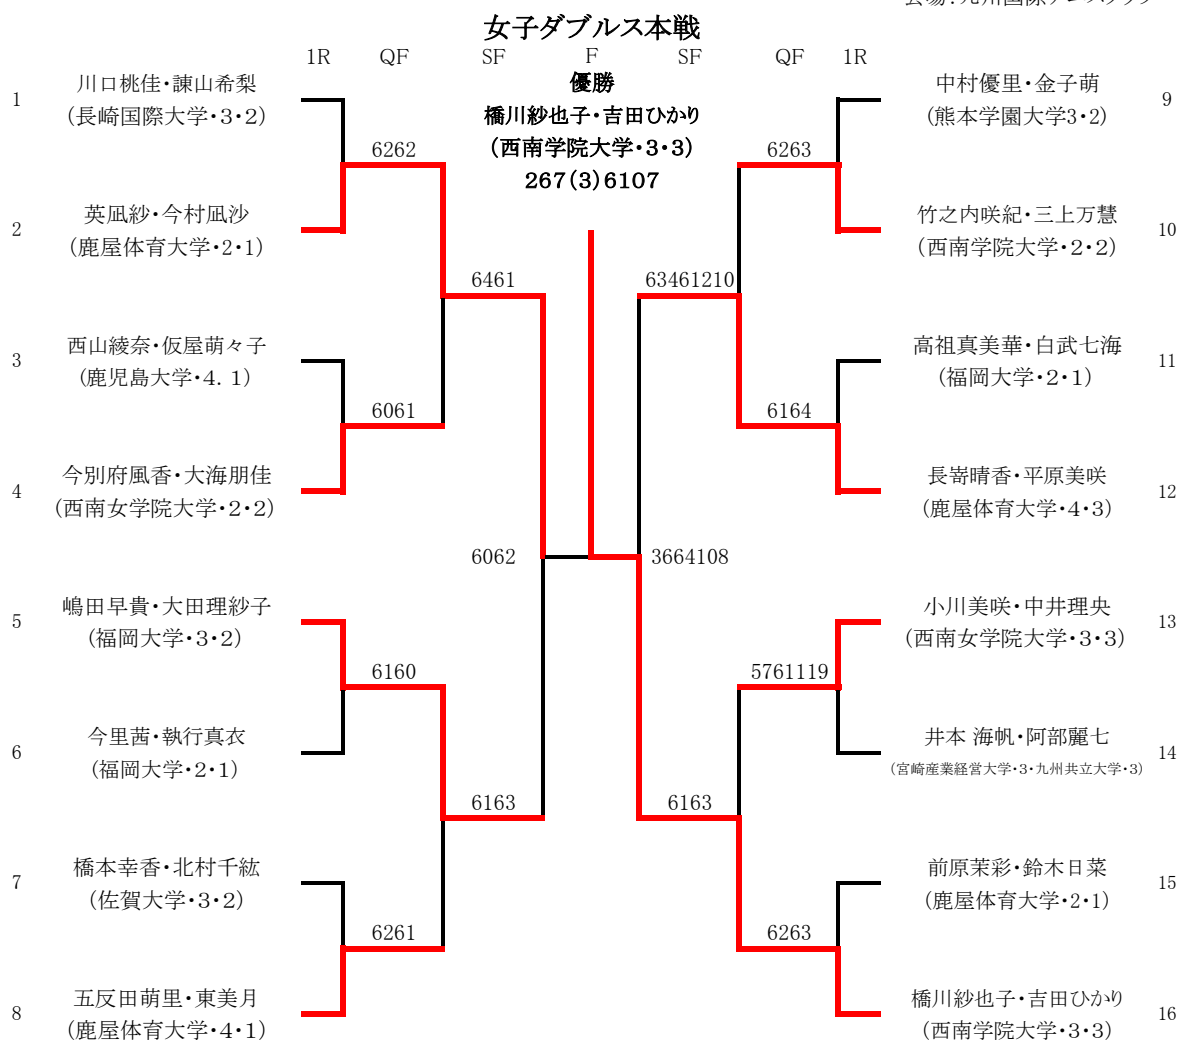 女子ダブルス本戦
1R QF SF F SF QF 1R
優勝
橋川紗也子・吉田ひかり
(西南学院大学・3・3)
267(3)6107
1 川口桃佳・諌山希梨
(長崎国際大学・3・2)
6262
2 英凪紗・今村凪沙
(鹿屋体育大学・2・1)
6461
3 西山綾奈・仮屋萌々子
(鹿児島大学・4. 1)
6061
4 今別府風香・大海朋佳
(西南女学院大学・2・2)
6062
5 嶋田早貴・大田理紗子
(福岡大学・3・2)
6160
6 今里茜・執行真衣
(福岡大学・2・1)
6163
7 橋本幸香・北村千紘
(佐賀大学・3・2)
6261
8 五反田萌里・東美月
(鹿屋体育大学・4・1)
中村優里・金子萌 9
(熊本学園大学3・2)
6263
竹之内咲紀・三上万慧 10
(西南学院大学・2・2)
63461210
高祖真美華・白武七海 11
(福岡大学・2・1)
6164
長嵜晴香・平原美咲 12
(鹿屋体育大学・4・3)
3664108
小川美咲・中井理央 13
(西南女学院大学・3・3)
5761119
井本 海帆・阿部麗七 14
(宮崎産業経営大学・3・九州共立大学・3)
6163
前原茉彩・鈴木日菜 15
(鹿屋体育大学・2・1)
6263
橋川紗也子・吉田ひかり 16
(西南学院大学・3・3)